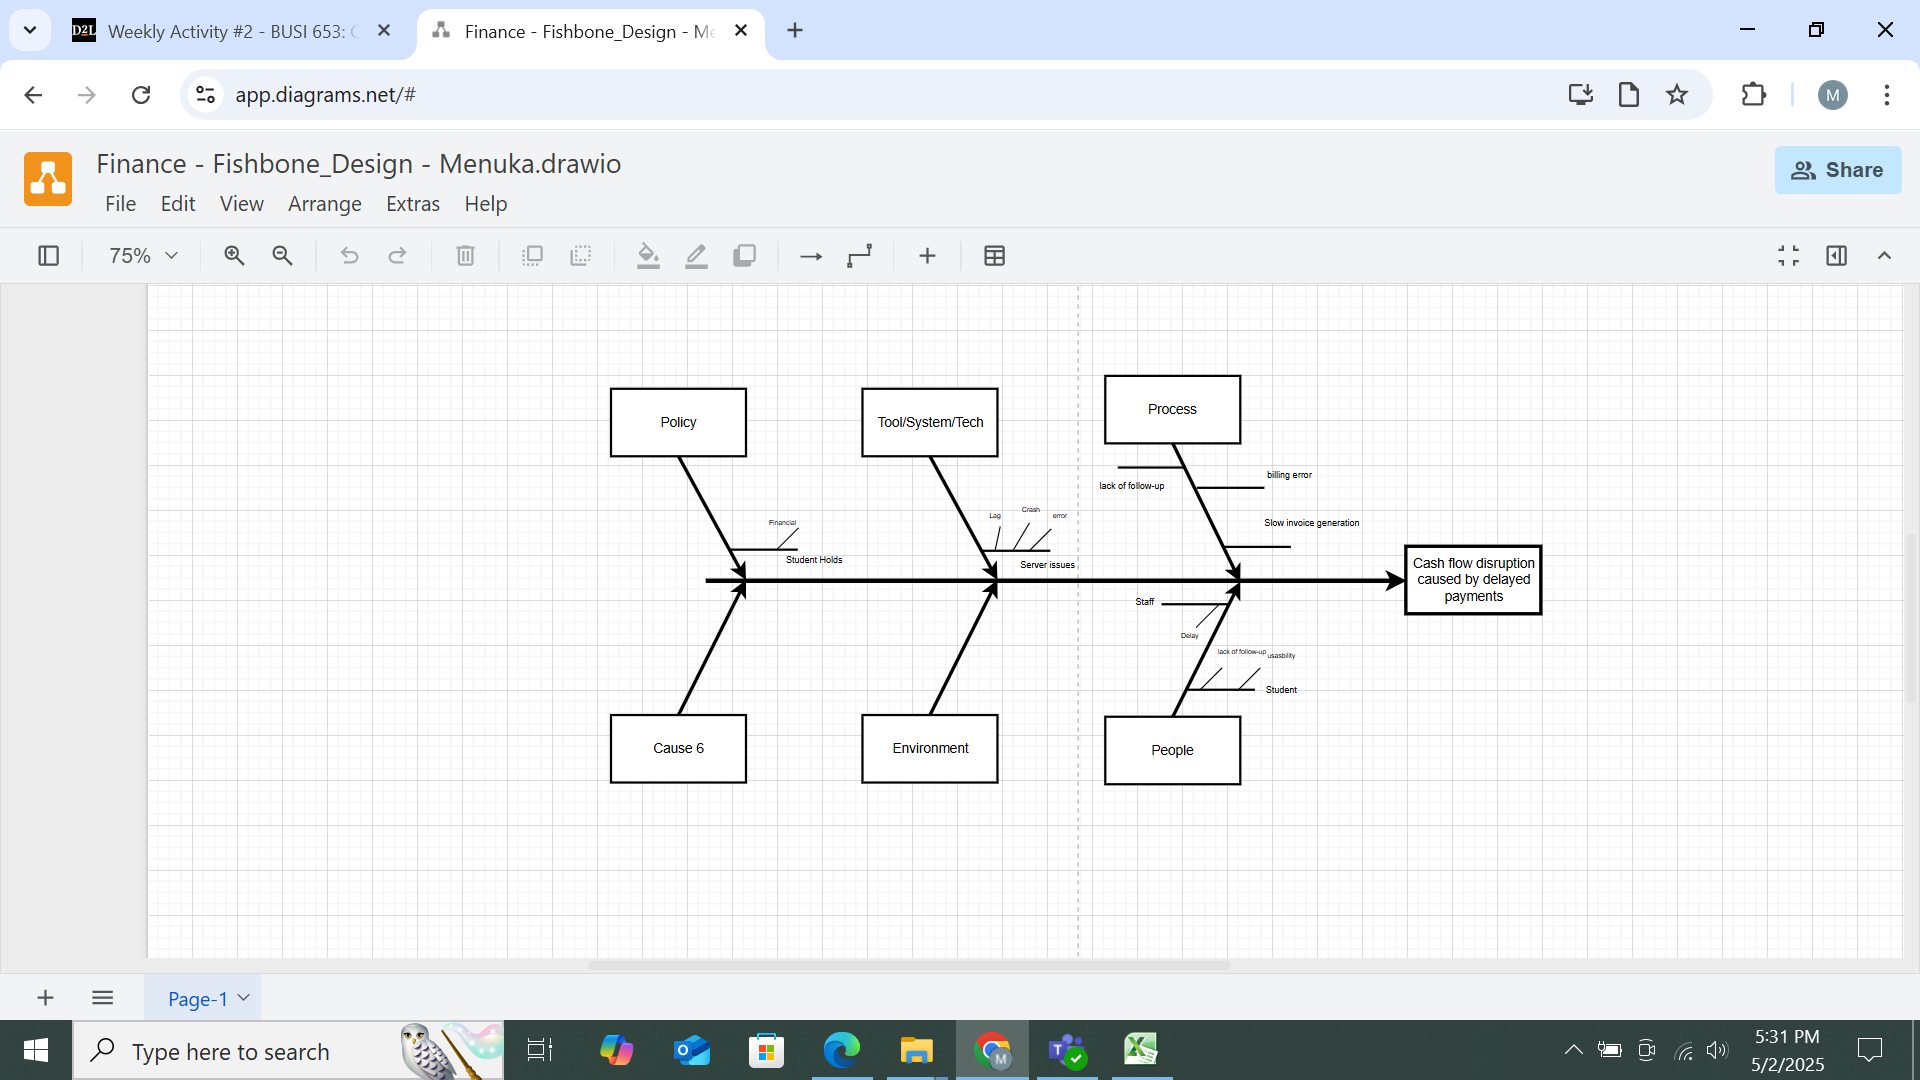 D2L
Weekly Activity #2 - BUSI 653: C
Finance - Fishbone_Design - Me
app.diagrams.net/#
M
Finance - Fishbone_Design - Menuka.drawio
Share
File Edit View Arrange Extras Help
75%
Process
Policy
Tool/System/Tech
billing error
lack of follow-up
Crash
Lag
error
Financial
Slow invoice generation
Student Holds
Server issues
Cash flow disruption
caused by delayed
payments
Staff
Delay
lack of follow-up
usasbility
Student
Cause 6
Environment
People
Page-1
Type here to search
M
5:31 PM
5/2/2025